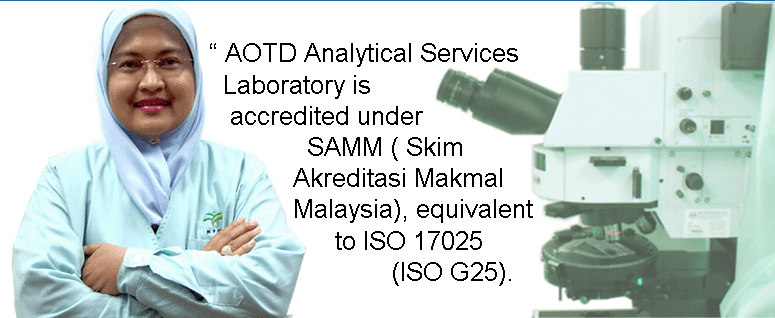 “ AOTD Analytical Services
Laboratory is
accredited under
SAMM ( Skim
Akreditasi Makmal
Malaysia), equivalent
to ISO 17025
(ISO G25).